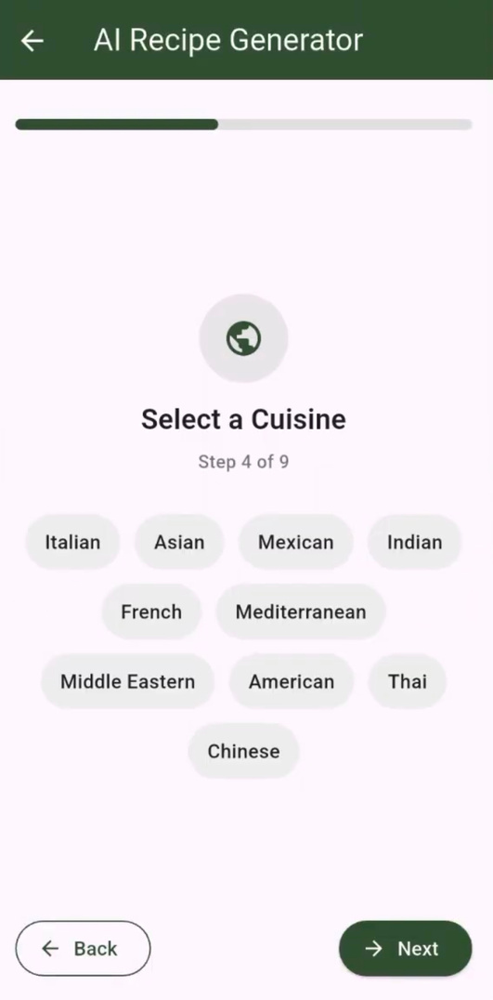 AI Recipe Generator
Select a Cuisine
Step 4 of 9
Italian Asian Mexican Indian
French Mediterranean
Middle Eastern American Thai
Chinese
Back Next